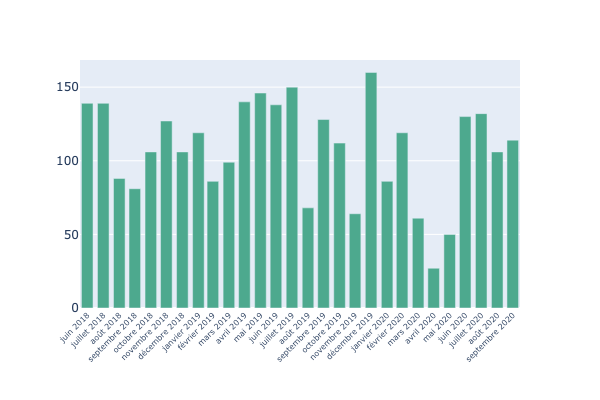 150
100
50
0
juin 2018
juillet 2018
août 2018
septembre 2018
octobre 2018
novembre 2018
décembre 2018
janvier 2019
février 2019
mars 2019
avril 2019
mai 2019
juin 2019
juillet 2019
août 2019
septembre 2019
octobre 2019
novembre 2019
décembre 2019
janvier 2020
février 2020
mars 2020
avril 2020
mai 2020
juin 2020
juillet 2020
août 2020
septembre 2020